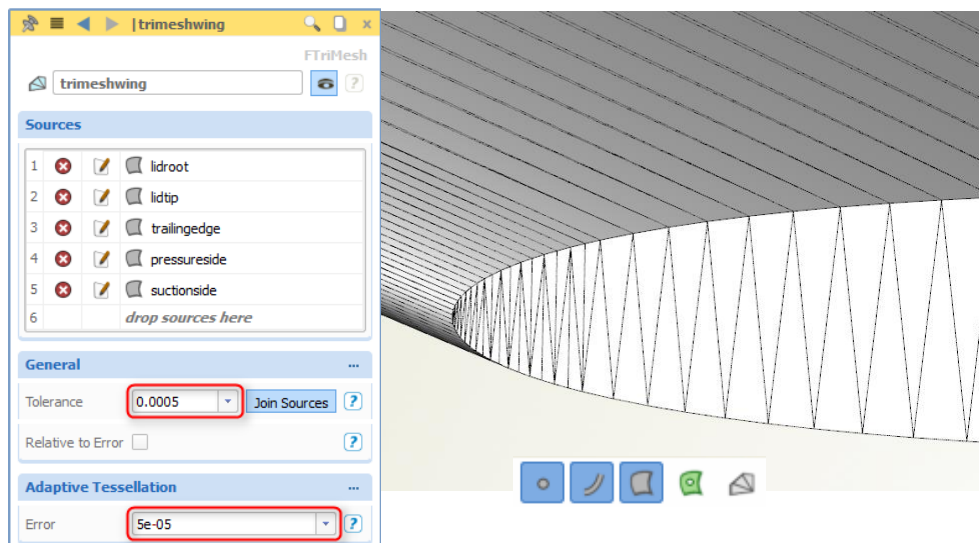 |trimeshwing
FTriMesh
trimeshwing
?
Sources
1 lidroot
2 lidtip
3 trailingedge
4 pressureside
5 suctionside
6 drop sources here
General ...
Tolerance 0.0005 Join Sources ?
Relative to Error ?
Adaptive Tessellation ...
Error 5e-05 ?